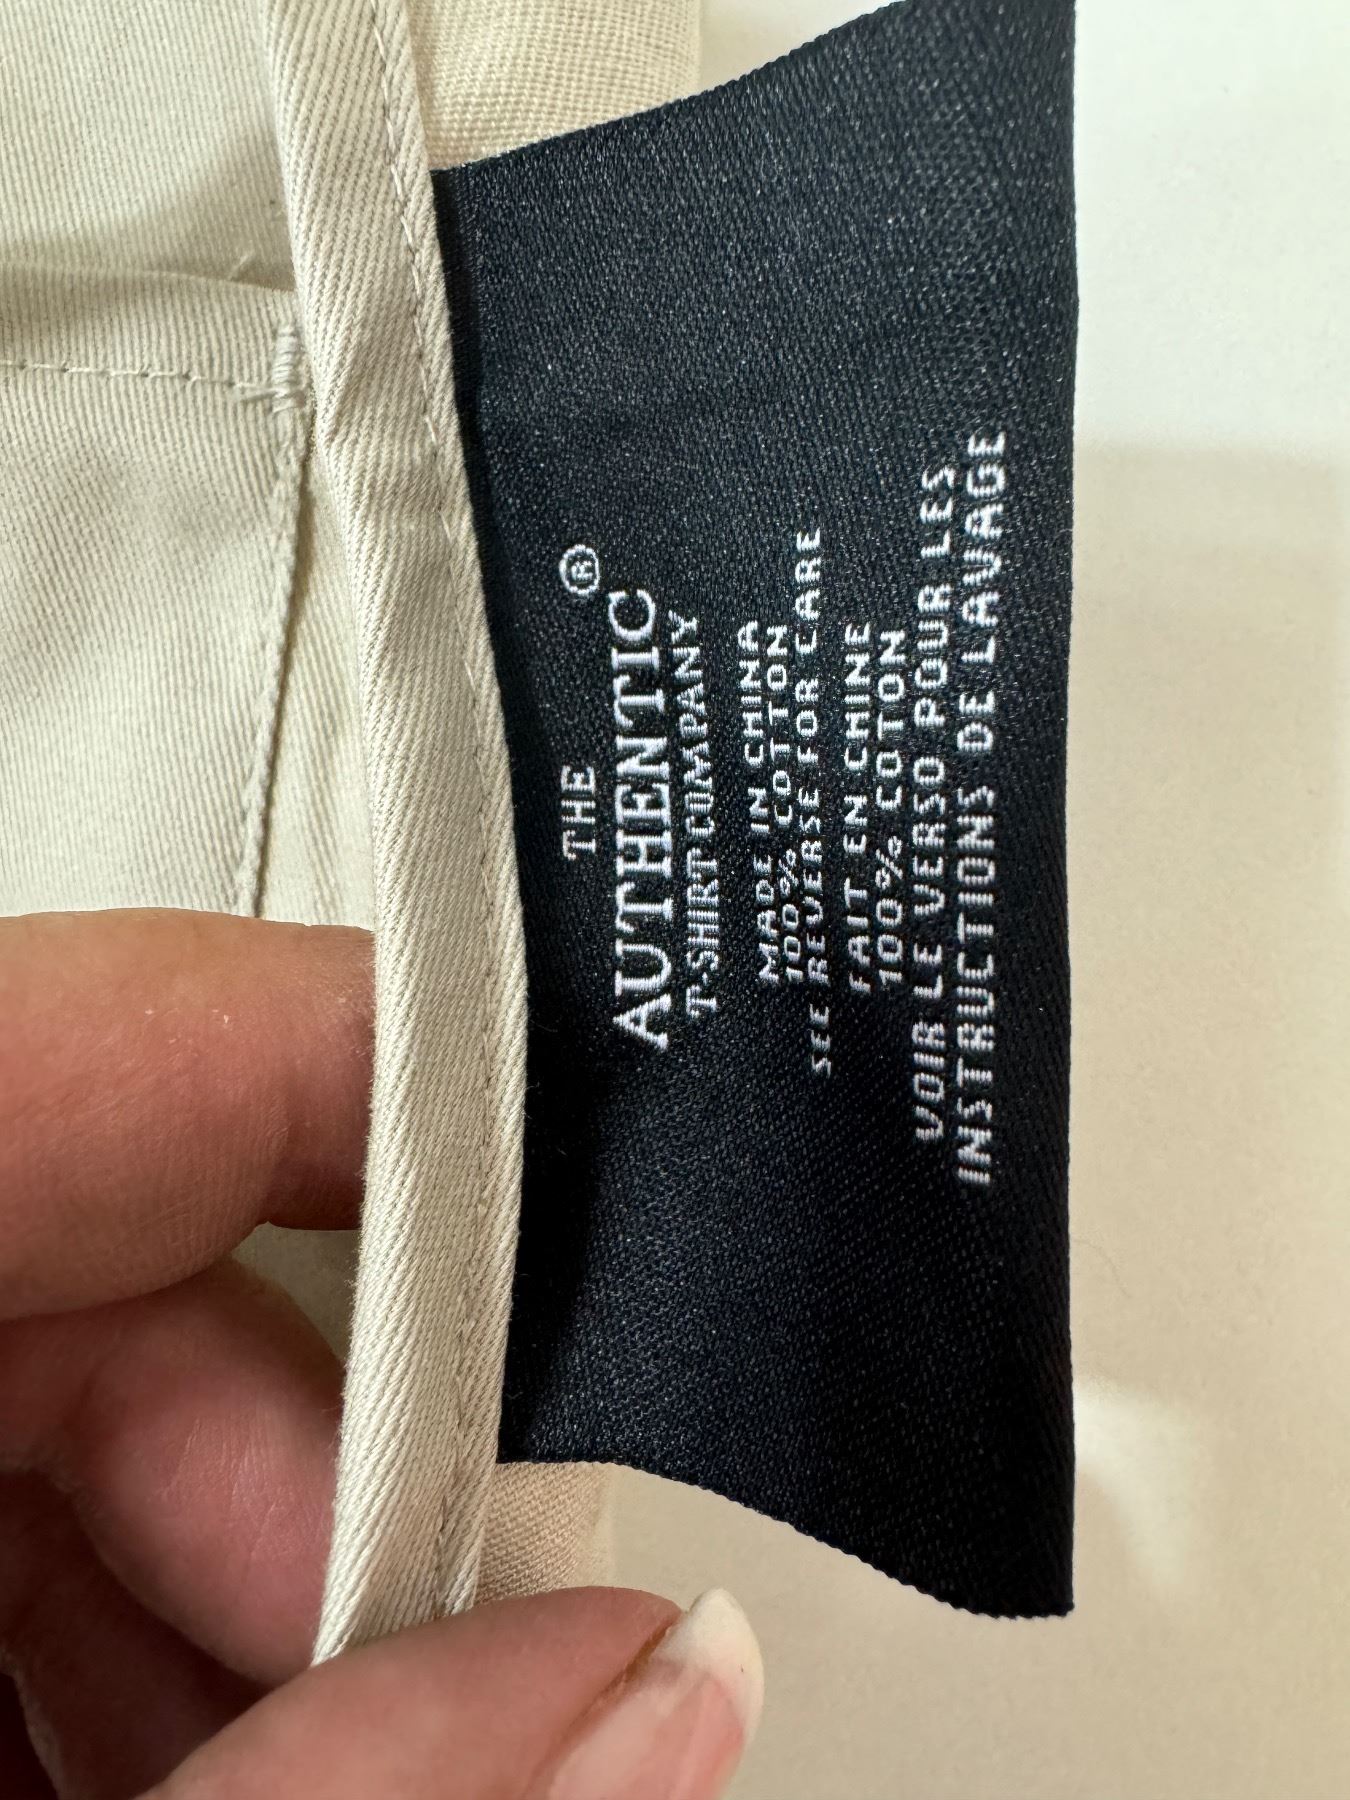 THE ®
AUTHENTIC
T-SHIRT COMPANY
MADE IN CHINA
100% COTTON
SEE REVERSE FOR CARE
FAIT EN CHINE
100% COTON
VOIR LE VERSO POUR LES
INSTRUCTIONS DE LAVAGE